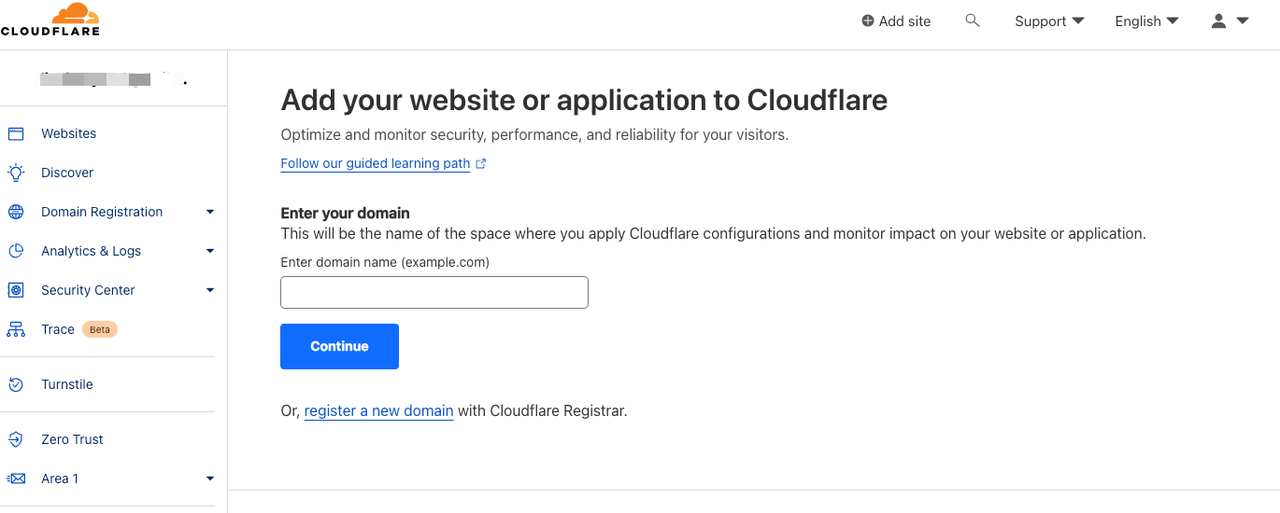 CLOUDFLARE
Add site
Support
English
Websites
Discover
Domain Registration
Analytics & Logs
Security Center
Trace Beta
Turnstile
Zero Trust
Area 1
Add your website or application to Cloudflare
Optimize and monitor security, performance, and reliability for your visitors.
Follow our guided learning path
Enter your domain
This will be the name of the space where you apply Cloudflare configurations and monitor impact on your website or application.
Enter domain name (example.com)
Continue
Or, register a new domain with Cloudflare Registrar.